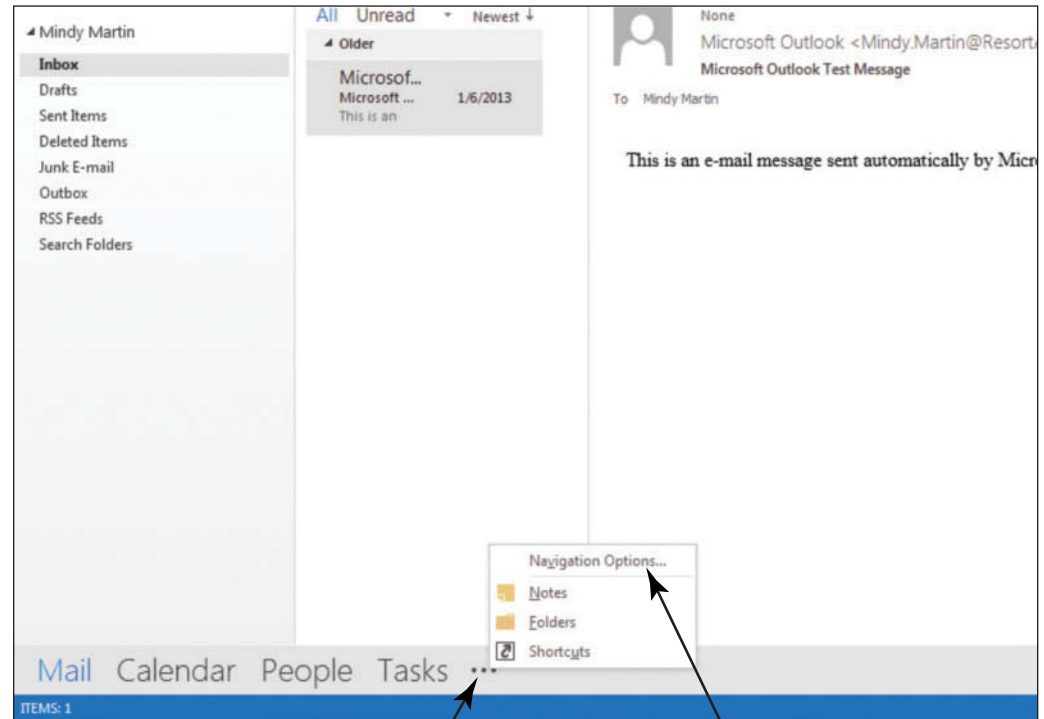 Mindy Martin
Inbox
Drafts
Sent Items
Deleted Items
Junk E-mail
Outbox
RSS Feeds
Search Folders
All Unread Newest ↓
Older
Microsof...
Microsoft ... 1/6/2013
This is an
None
Microsoft Outlook <Mindy.Martin@Resort
Microsoft Outlook Test Message
To Mindy Martin
This is an e-mail message sent automatically by Micr
Navigation Options...
Notes
Folders
Shortcuts
Mail Calendar People Tasks •••
ITEMS: 1